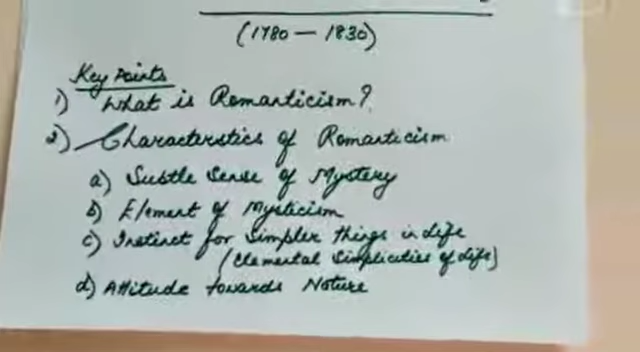 (1780 — 1830)
Key Points
1) What is Romanticism?
2) Characterstics of Romanticism
a) Subtle Sense of Mystery
b) Element of Mysticism
c) Instinct for Simpler things in Life
(Elemental Simplicities of Life)
d) Attitude towards Nature